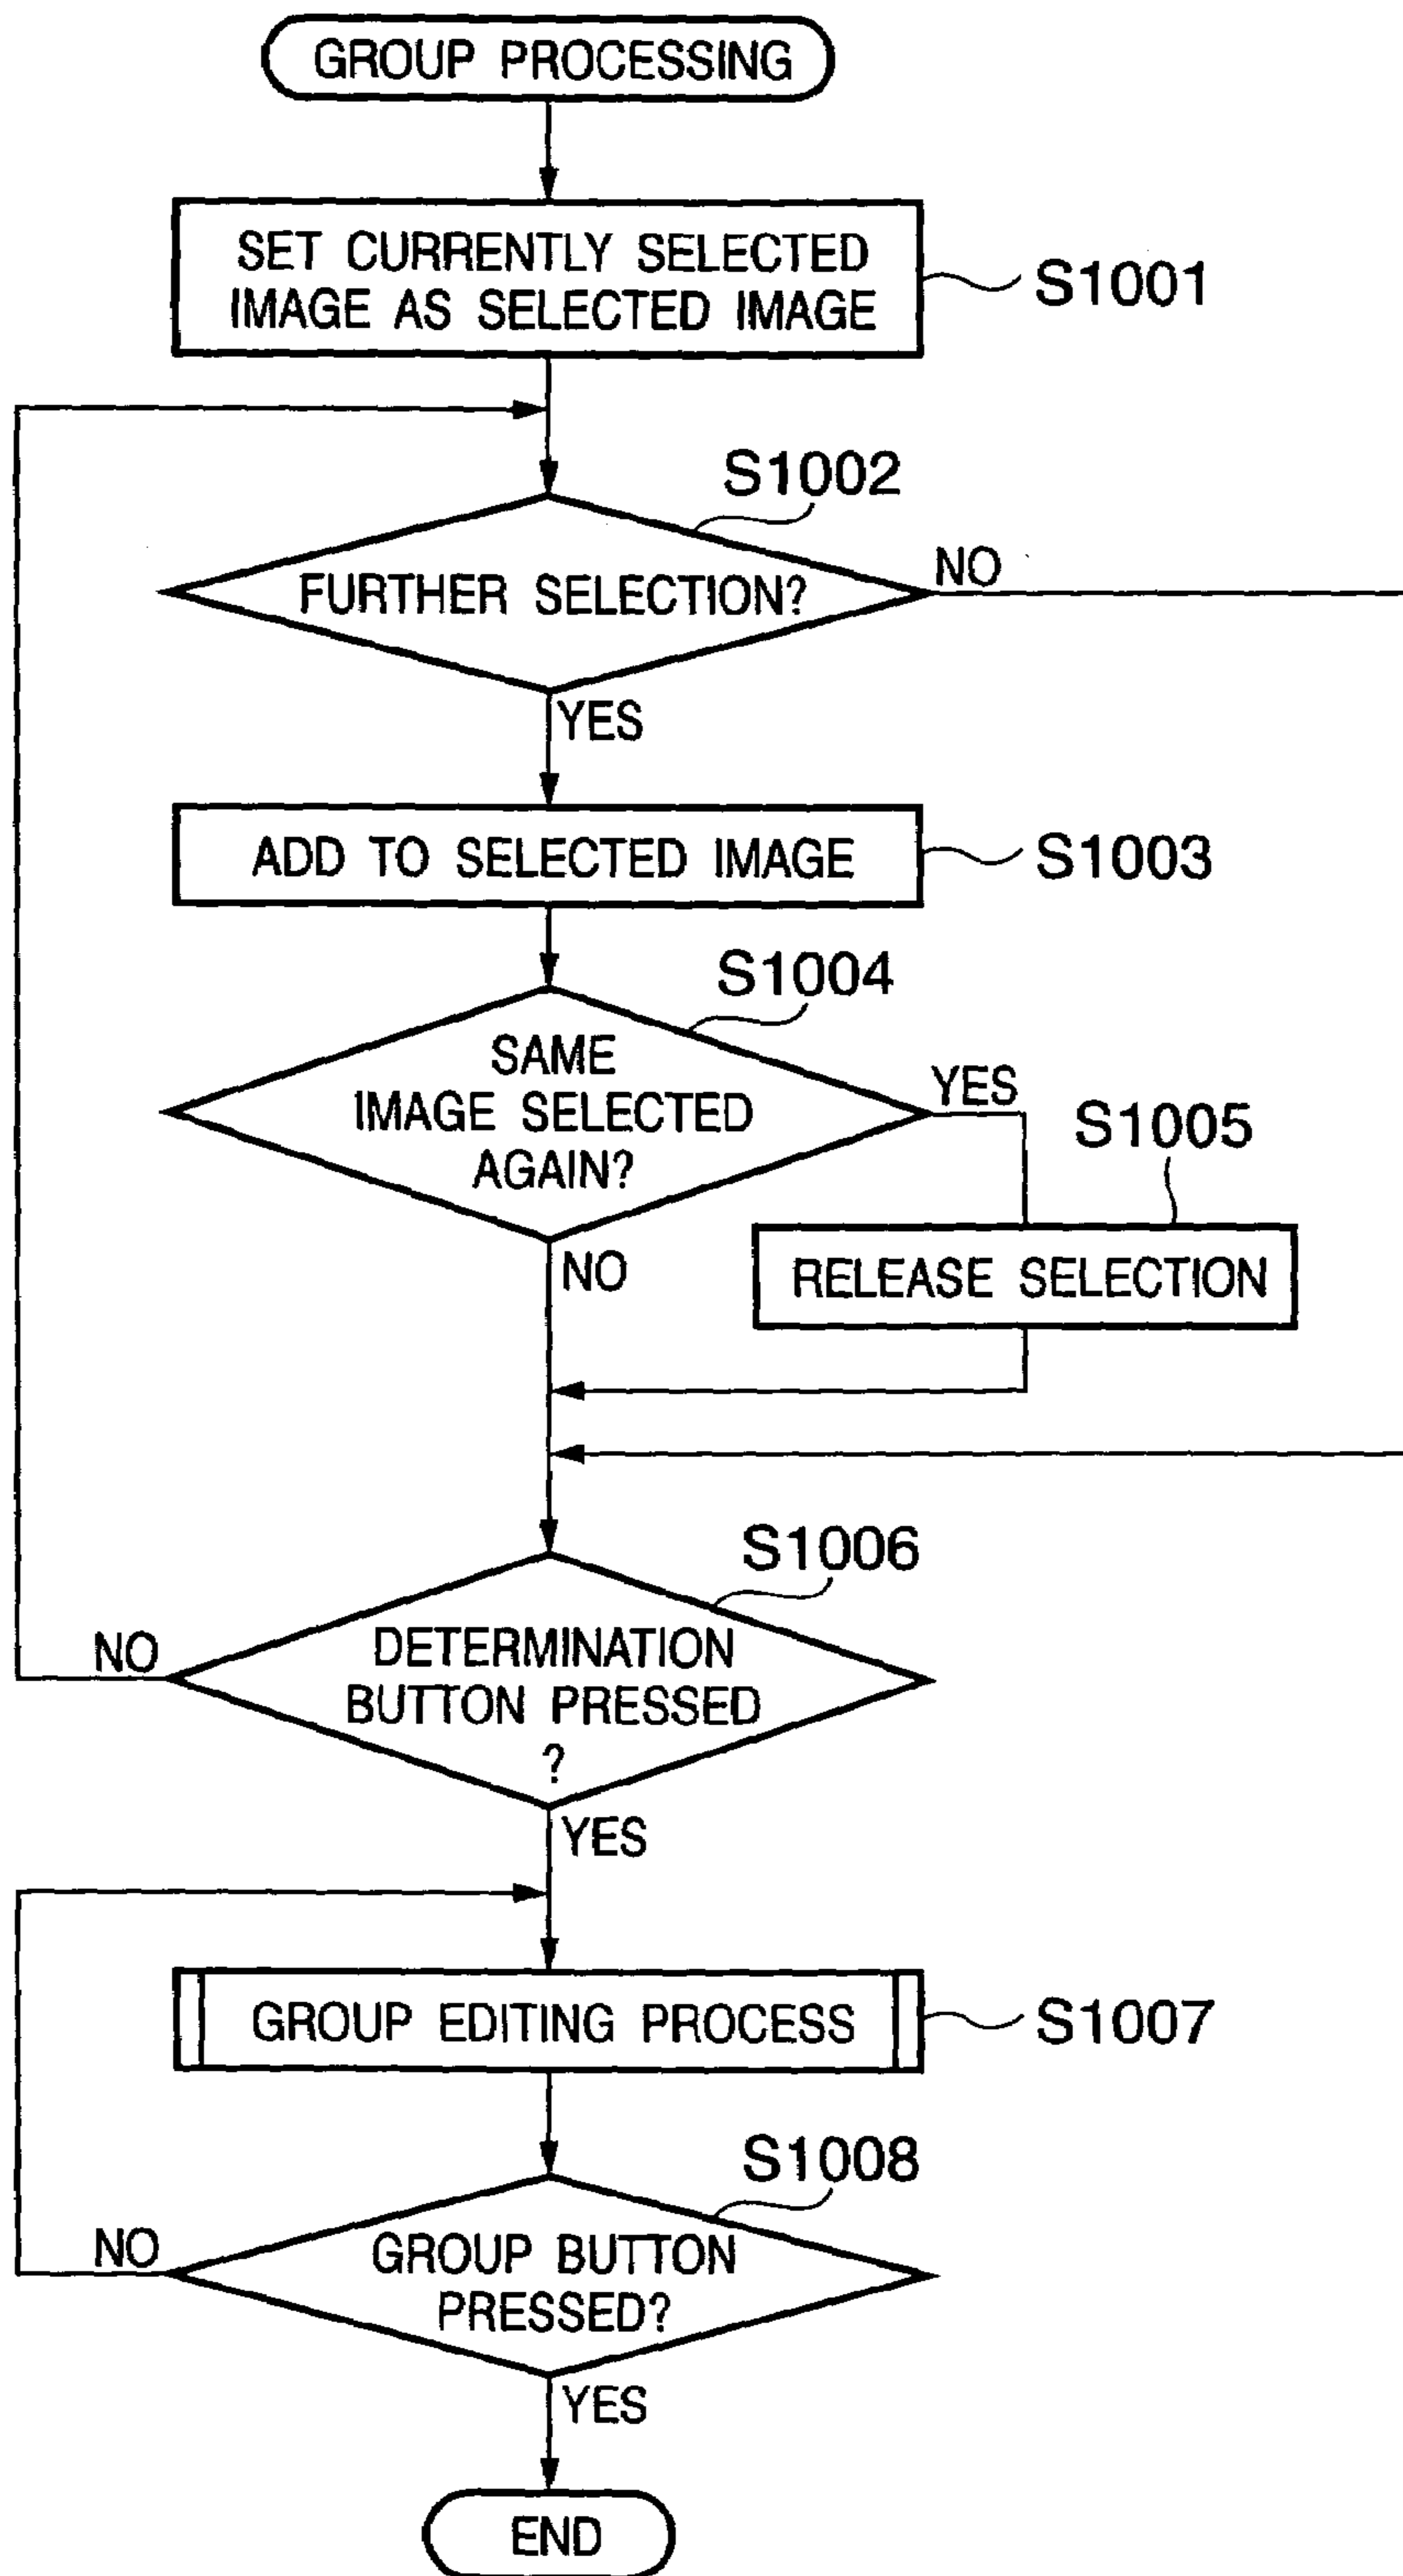 GROUP PROCESSING
SET CURRENTLY SELECTED
IMAGE AS SELECTED IMAGE
S1001
S1002
FURTHER SELECTION?
NO
YES
ADD TO SELECTED IMAGE
S1003
S1004
SAME
IMAGE SELECTED
AGAIN?
YES
S1005
NO
RELEASE SELECTION
S1006
NO
DETERMINATION
BUTTON PRESSED
?
YES
GROUP EDITING PROCESS
S1007
S1008
NO
GROUP BUTTON
PRESSED?
YES
END